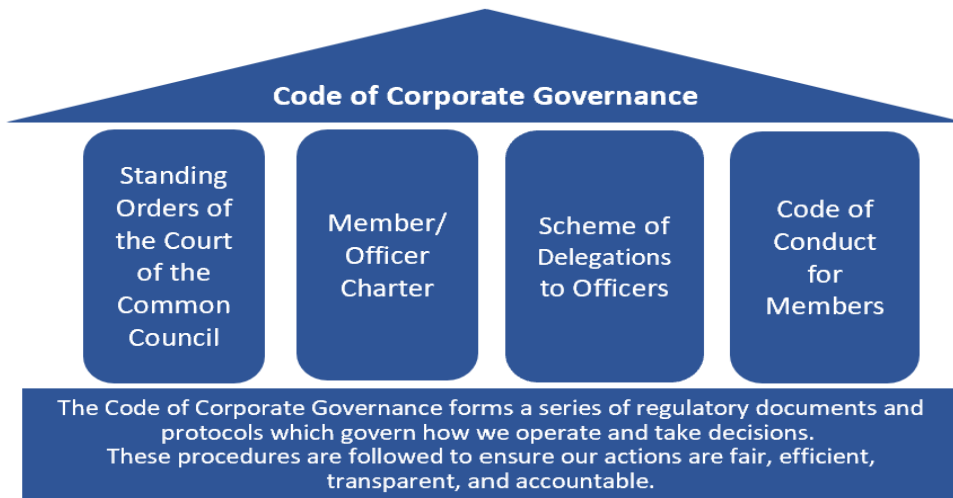 Code of Corporate Governance
Standing
Orders of
the Court
of the
Common
Council
Member/
Officer
Charter
Scheme of
Delegations
to Officers
Code of
Conduct
for
Members
The Code of Corporate Governance forms a series of regulatory documents and
protocols which govern how we operate and take decisions.
These procedures are followed to ensure our actions are fair, efficient,
transparent, and accountable.